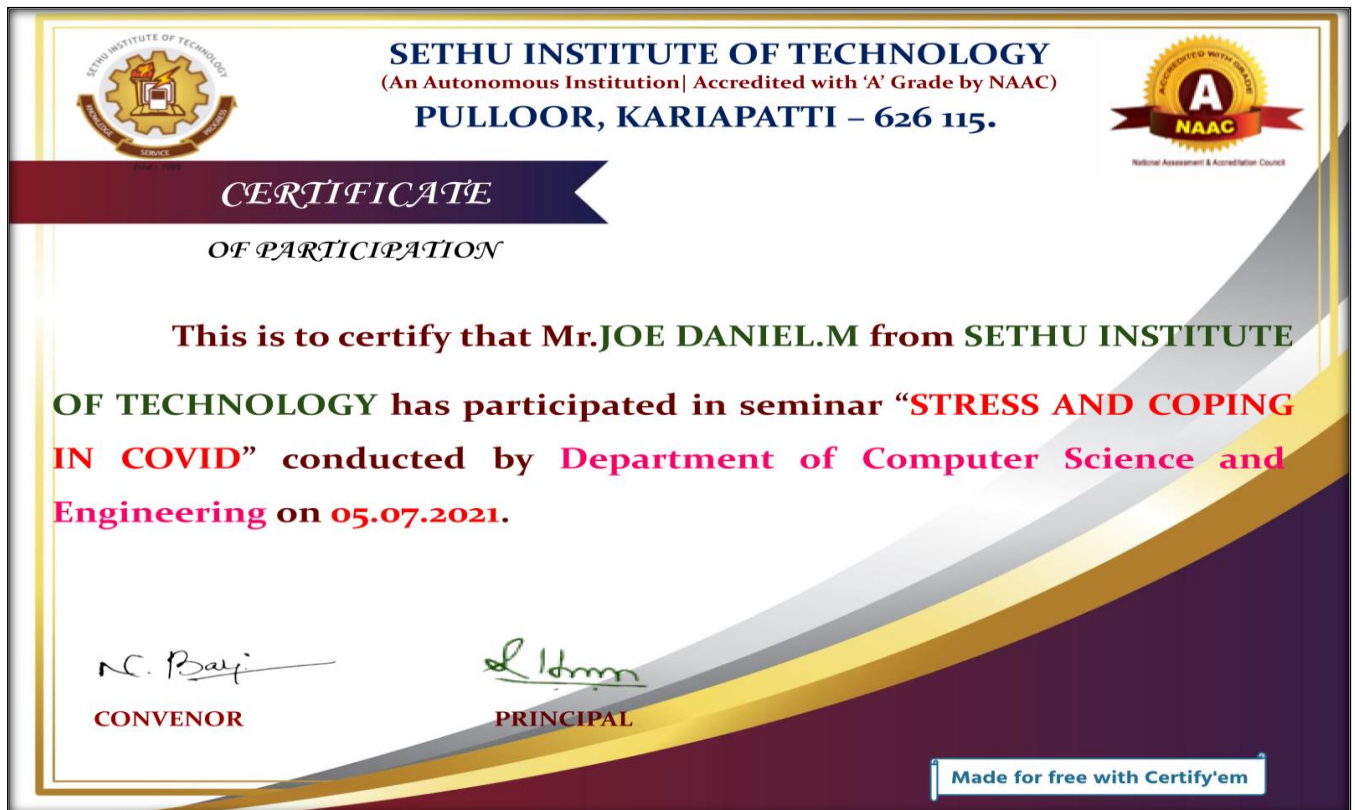 SETHU INSTITUTE OF TECHNOLOGY
(An Autonomous Institution| Accredited with ‘A’ Grade by NAAC)
PULLOOR, KARIAPATTI – 626 115.
INSTITUTE OF TECHNOLOGY
KNOWLEDGE
SERVICE
PROGRESS
ACCREDITED WITH GRADE
A
NAAC
National Assessment & Accreditation Council
CERTIFICATE
OF PARTICIPATION
This is to certify that Mr.JOE DANIEL.M from SETHU INSTITUTE
OF TECHNOLOGY has participated in seminar “STRESS AND COPING
IN COVID” conducted by Department of Computer Science and
Engineering on 05.07.2021.
CONVENOR
PRINCIPAL
Made for free with Certify'em